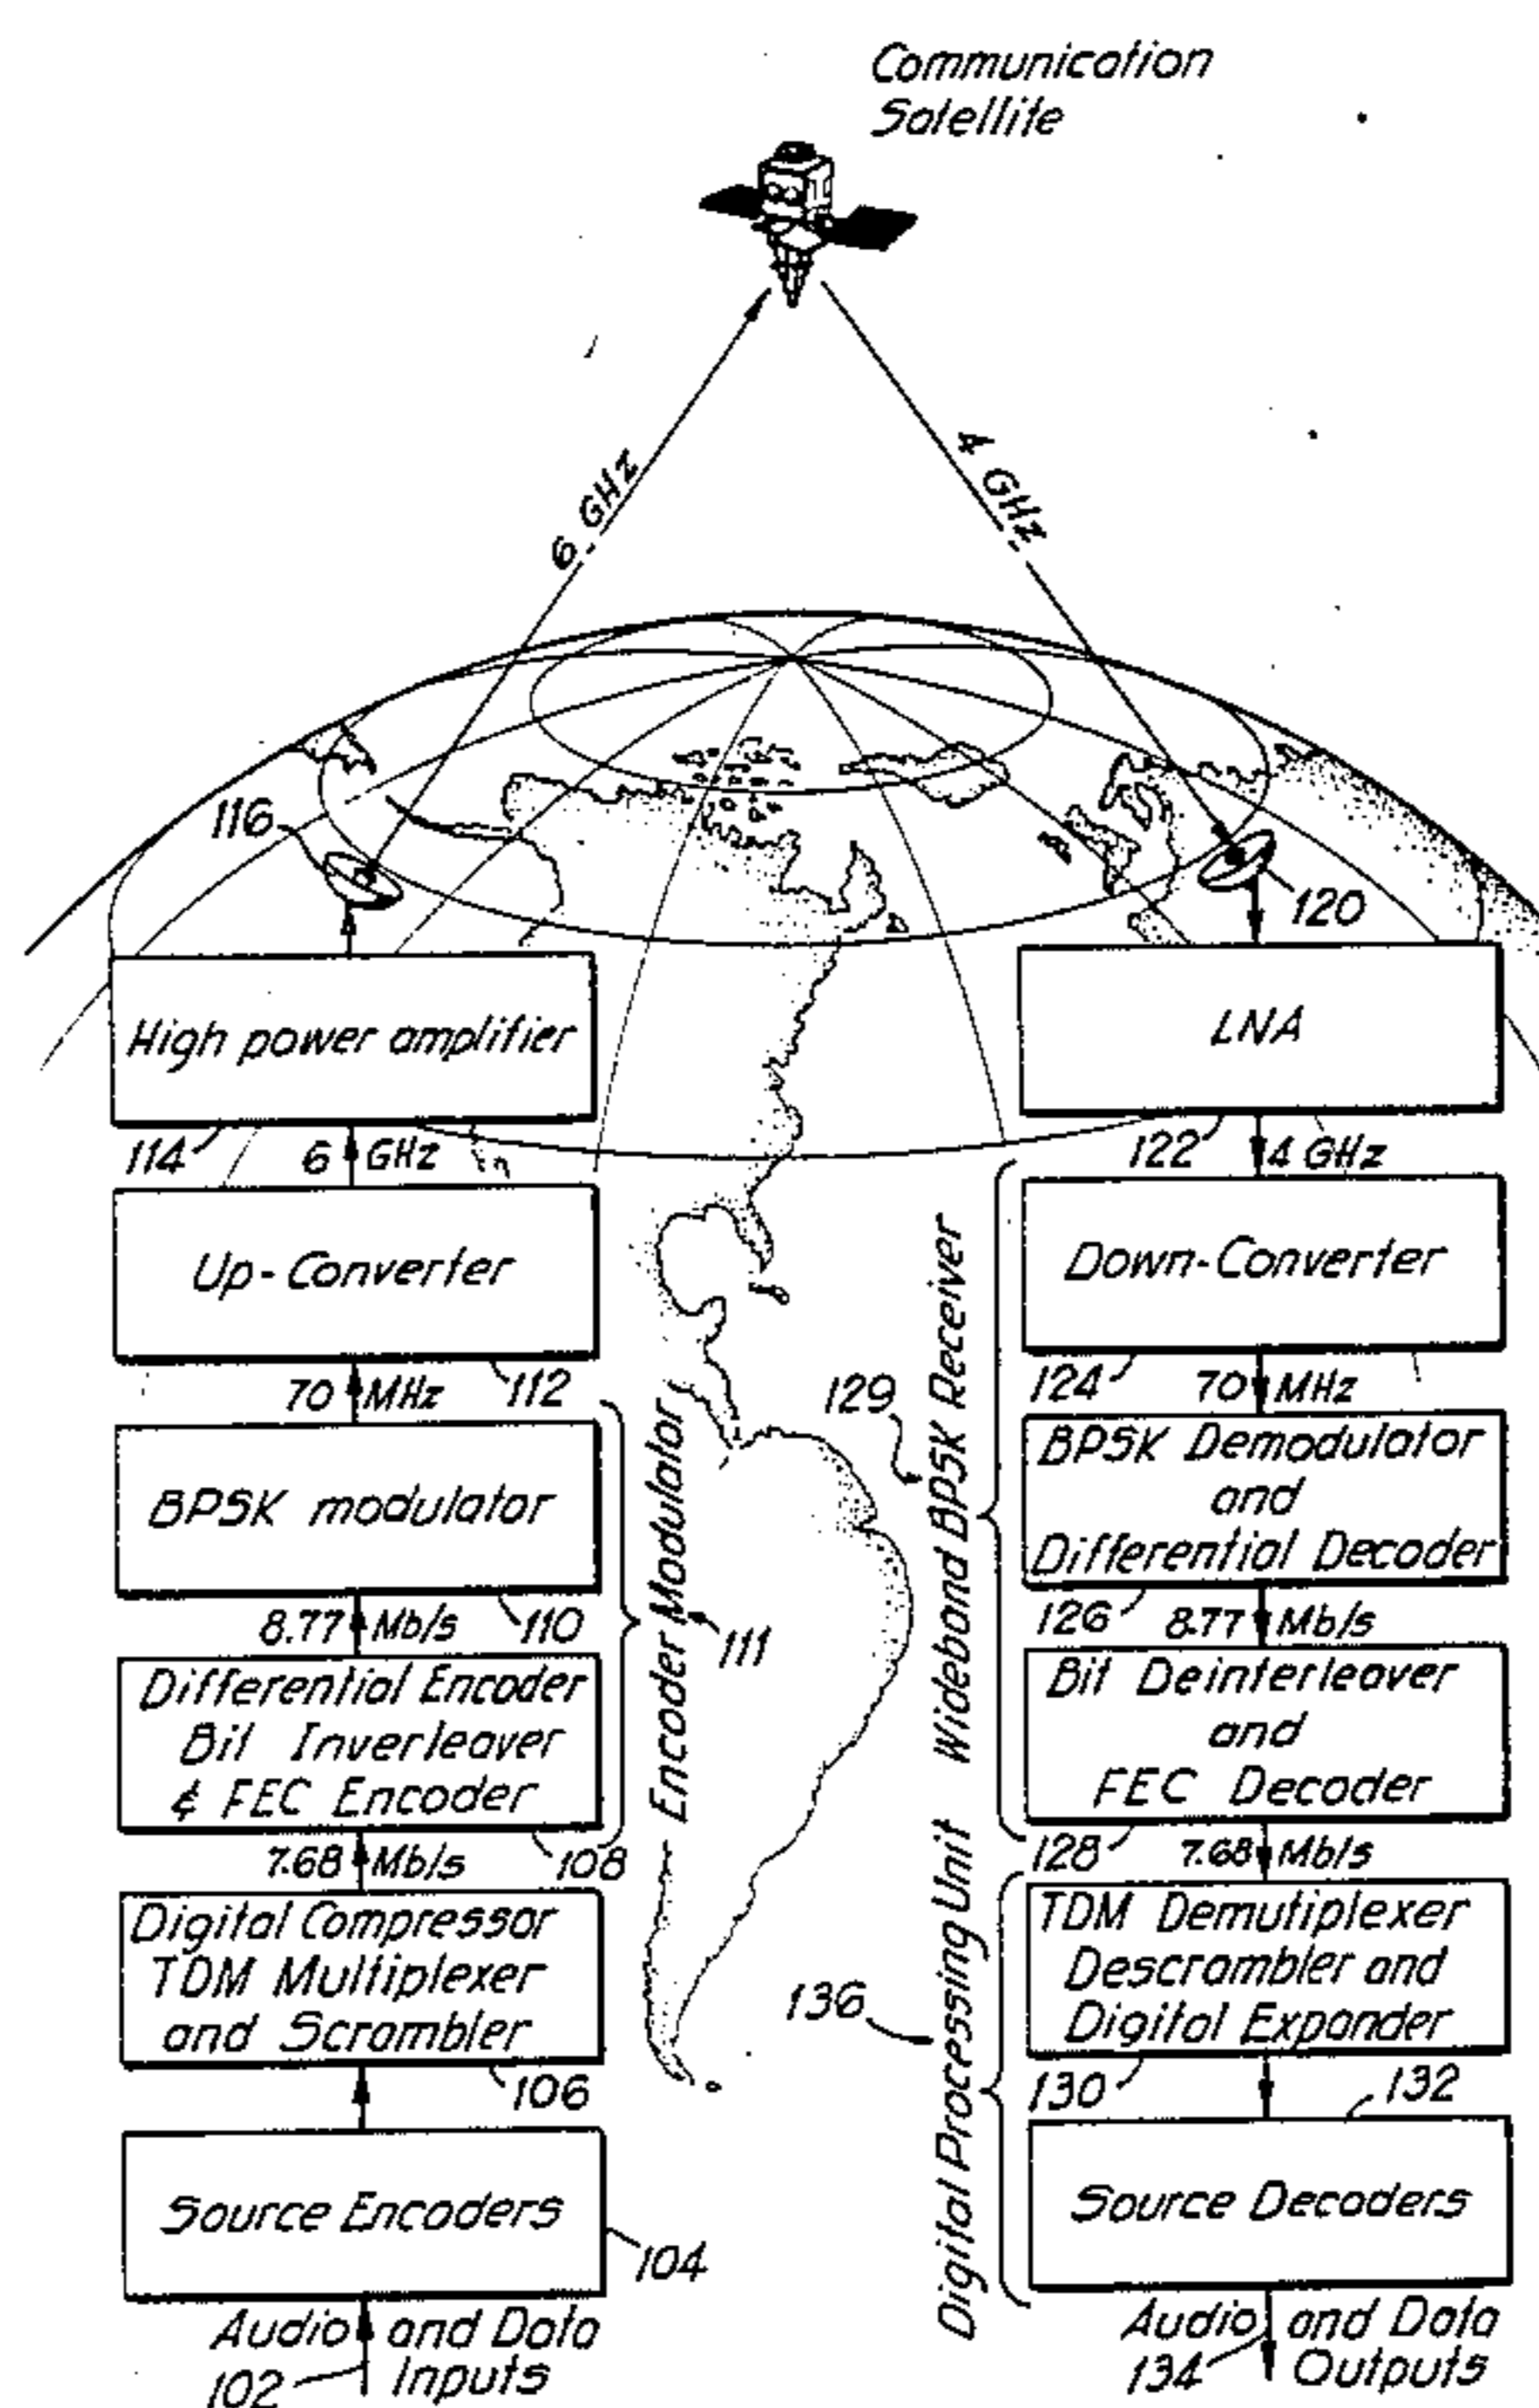 Communication
Satellite
6 GHz
4 GHz
116
120
High power amplifier
114
6 GHz
Up-Converter
112
70 MHz
BPSK modulator
110
8.77 Mb/s
Differential Encoder
Bit Inverleaver
& FEC Encoder
108
7.68 Mb/s
Digital Compressor
TDM Multiplexer
and Scrambler
106
Source Encoders
104
Audio and Data
Inputs
102
Encoder Modulator
111
LNA
122
4 GHz
Down-Converter
124
70 MHz
BPSK Demodulator
and
Differential Decoder
126
8.77 Mb/s
Bit Deinterleaver
and
FEC Decoder
128
7.68 Mb/s
TDM Demutiplexer
Descrambler and
Digital Expander
130
132
Source Decoders
Audio and Data
Outputs
134
Wideband BPSK Receiver
129
Digital Processing Unit
136